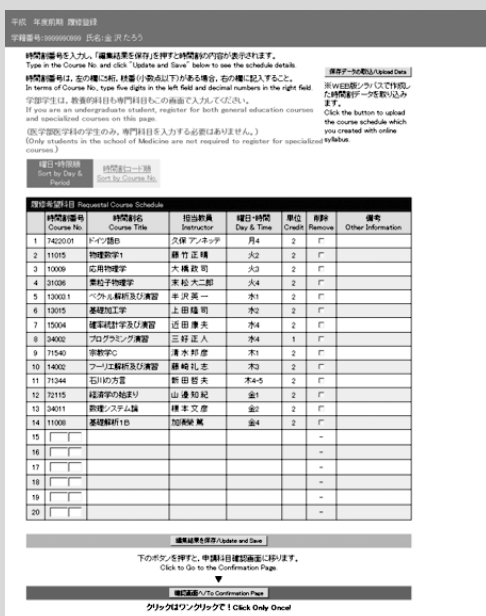 平成　年度前期 履修登録
学籍番号:9999990999 氏名:金沢たろう
時間割番号を入力し、「編集結果を保存」を押すと時間割の内容が表示されます。
Type in the Course No. and click "Update and Save" below to see the schedule details.
時間割番号は、左の欄に5桁、枝番(小数点以下)がある場合、右の欄に記入すること。
In terms of Course No., type five digits in the left field and decimal numbers in the right field.
学部学生は、教養的科目も専門科目もこの画面で入力してください。
If you are an undergraduate student, register for both general education courses
and specialized courses on this page.
(医学部医学科の学生のみ、専門科目を入力する必要はありません。)
(Only students in the school of Medicine are not required to register for specialized
courses.)
保存データの取込/Upload Data
※WEB版シラバスで作成し
た時間割データを取り込み
ます。
Click the button to upload
the course schedule which
you created with online
syllabus.
曜日・時限順
Sort by Day &
Period
時間割コード順
Sort by Course No.
履修希望科目 Requestal Course Schedule
時間割番号 時間割名 担当教員 曜日・時間 単位 削除 備考
Course No. Course Title Instructor Day & Time Credit Remove Other Information
1 74220.01 ドイツ語B 久保 アンネッテ 月4 2
2 11015 物理数学1 藤竹正晴 火2 2
3 10009 応用物理学 大橋政司 火3 2
4 31036 素粒子物理学 末松大二郎 火4 2
5 13003.1 ベクトル解析及び演習 半沢英一 水1 2
6 13015 基礎加工学 上田隆司 水2 2
7 15004 確率統計学及び演習 近田康夫 水4 2
8 34002 プログラミング演習 三好正人 水4 1
9 71540 宗教学C 清水邦彦 木1 2
10 14002 フーリエ解析及び演習 藤崎礼志 木3 2
11 71344 石川の方言 新田哲夫 木4-5 2
12 72115 経済学の始まり 山邊知紀 金1 2
13 34011 数理システム論 榎本文彦 金2 2
14 11008 基礎解析1B 加須榮篤 金4 2
15 -
16 -
17 -
18 -
19 -
20 -
編集結果を保存/Update and Save
下のボタンを押すと、申請科目確認画面に移ります。
Click to Go to the Confirmation Page
▼
確認画面へ/To Confirmation Page
クリックはワンクリックで！Click Only Once!